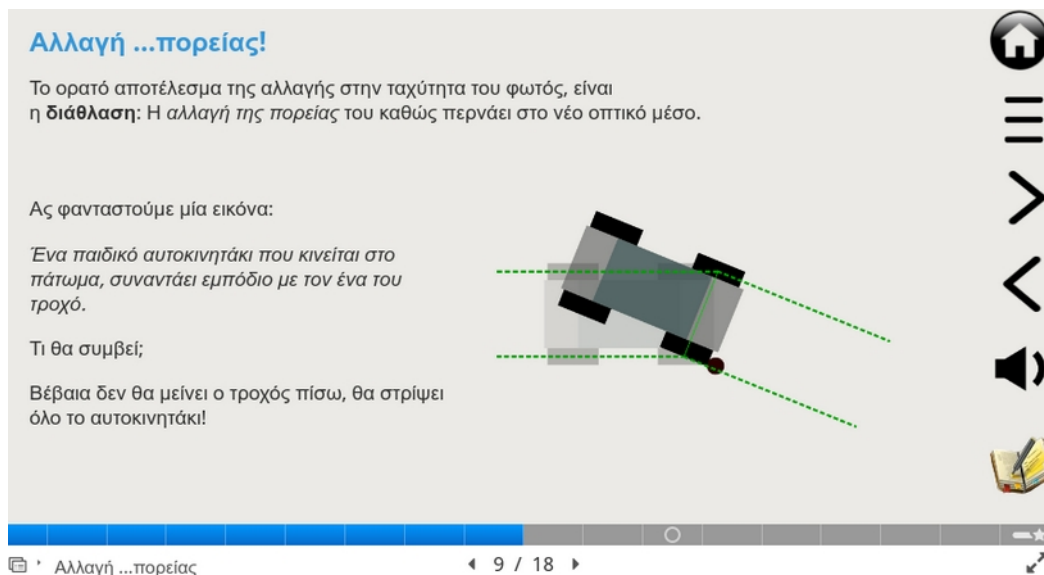 Αλλαγή ...πορείας!
Το ορατό αποτέλεσμα της αλλαγής στην ταχύτητα του φωτός, είναι
η διάθλαση: Η αλλαγή της πορείας του καθώς περνάει στο νέο οπτικό μέσο.
Ας φανταστούμε μία εικόνα:
Ένα παιδικό αυτοκινητάκι που κινείται στο
πάτωμα, συναντάει εμπόδιο με τον ένα του
τροχό.
Τι θα συμβεί;
Βέβαια δεν θα μείνει ο τροχός πίσω, θα στρίψει
όλο το αυτοκινητάκι!
Αλλαγή ...πορείας
9 / 18